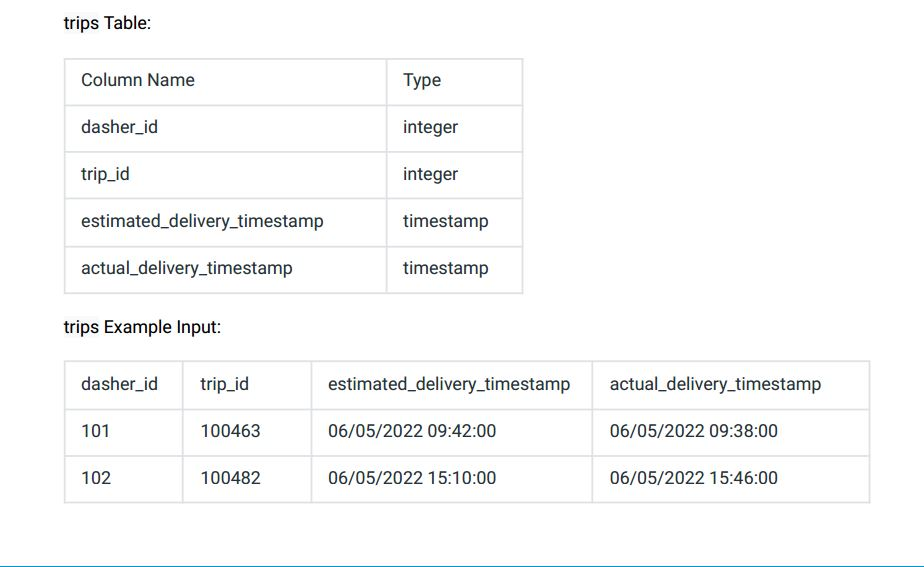 trips Table:
Column Name Type
dasher_id integer
trip_id integer
estimated_delivery_timestamp timestamp
actual_delivery_timestamp timestamp
trips Example Input:
dasher_id trip_id estimated_delivery_timestamp actual_delivery_timestamp
101 100463 06/05/2022 09:42:00 06/05/2022 09:38:00
102 100482 06/05/2022 15:10:00 06/05/2022 15:46:00